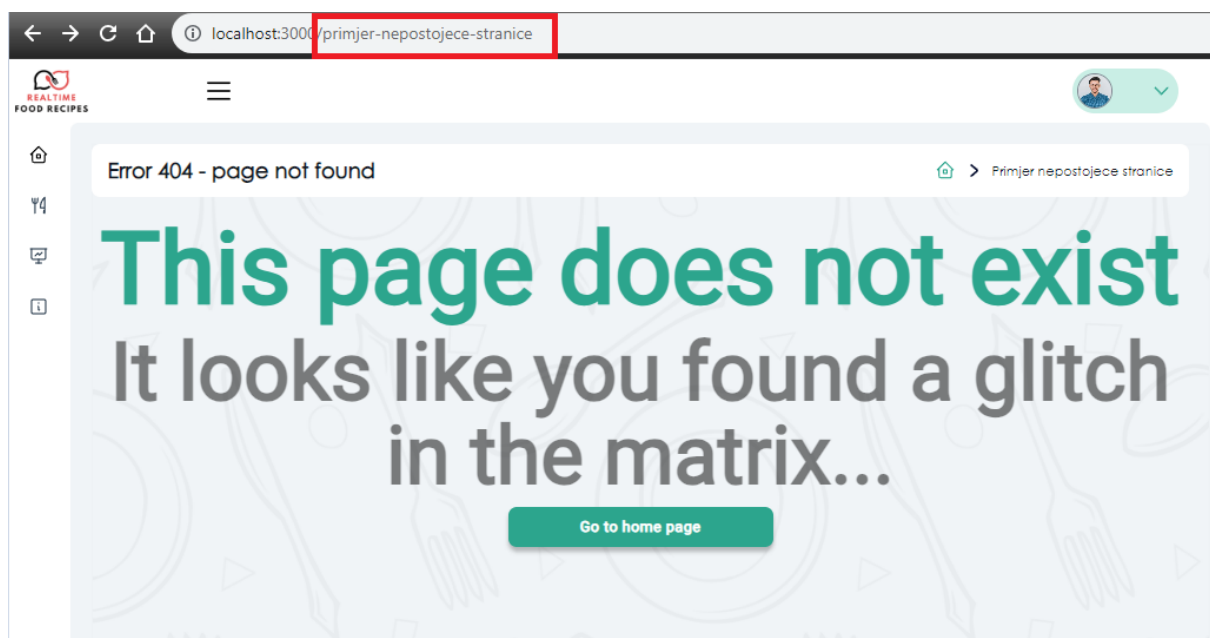 localhost:3000/primjer-nepostojece-stranice
REALTIME
FOOD RECIPES
Error 404 - page not found
Primjer nepostojece stranice
This page does not exist
It looks like you found a glitch
in the matrix...
Go to home page